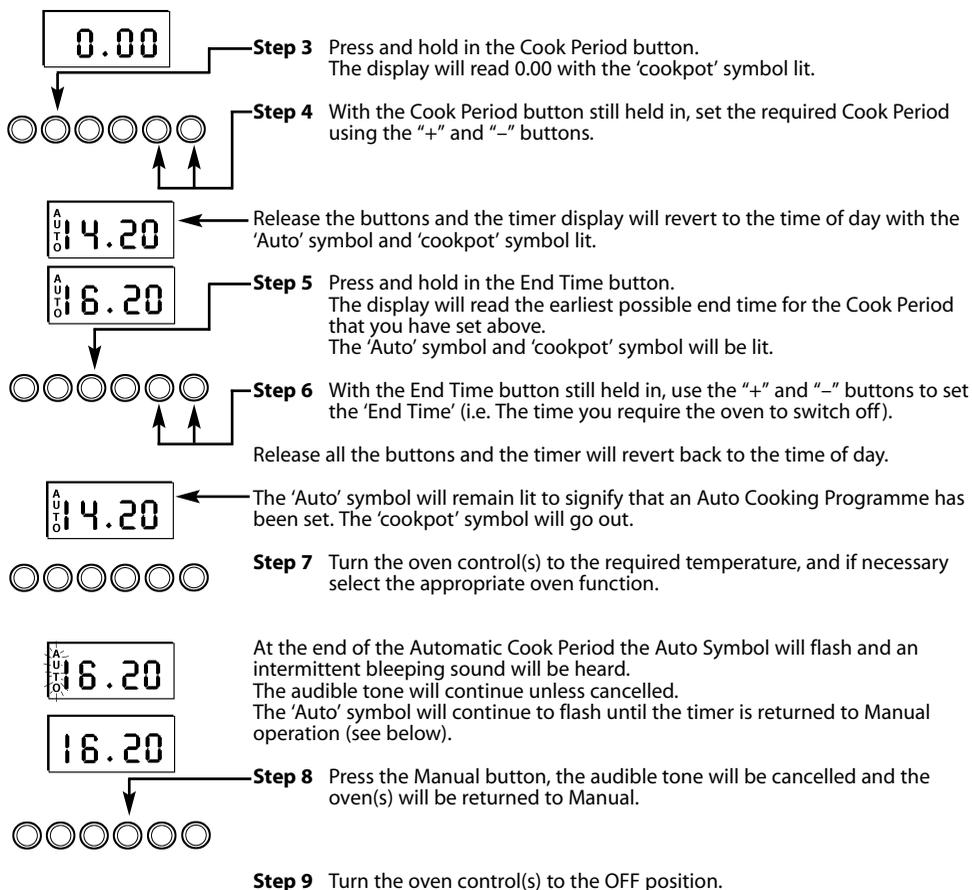 0.00
Step 3 Press and hold in the Cook Period button.
The display will read 0.00 with the 'cookpot' symbol lit.
Step 4 With the Cook Period button still held in, set the required Cook Period
using the “+” and “–” buttons.
AUTO 14.20
Release the buttons and the timer display will revert to the time of day with the
‘Auto’ symbol and ‘cookpot’ symbol lit.
AUTO 16.20
Step 5 Press and hold in the End Time button.
The display will read the earliest possible end time for the Cook Period
that you have set above.
The ‘Auto’ symbol and ‘cookpot’ symbol will be lit.
Step 6 With the End Time button still held in, use the “+” and “–” buttons to set
the ‘End Time’ (i.e. The time you require the oven to switch off).
Release all the buttons and the timer will revert back to the time of day.
AUTO 14.20
The ‘Auto’ symbol will remain lit to signify that an Auto Cooking Programme has
been set. The ‘cookpot’ symbol will go out.
Step 7 Turn the oven control(s) to the required temperature, and if necessary
select the appropriate oven function.
AUTO 16.20
At the end of the Automatic Cook Period the Auto Symbol will flash and an
intermittent bleeping sound will be heard.
The audible tone will continue unless cancelled.
The ‘Auto’ symbol will continue to flash until the timer is returned to Manual
operation (see below).
16.20
Step 8 Press the Manual button, the audible tone will be cancelled and the
oven(s) will be returned to Manual.
Step 9 Turn the oven control(s) to the OFF position.